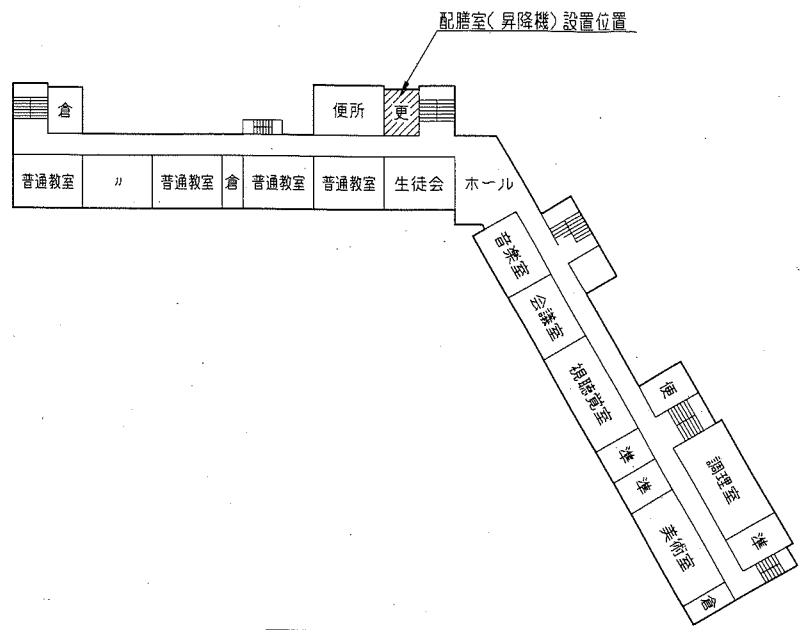 配膳室(昇降機)設置位置
倉
便所
更
普通教室
〃
普通教室
倉
普通教室
普通教室
生徒会
ホール
音楽室
会議室
視聴覚室
準
準
美術室
倉
便
調理室
準